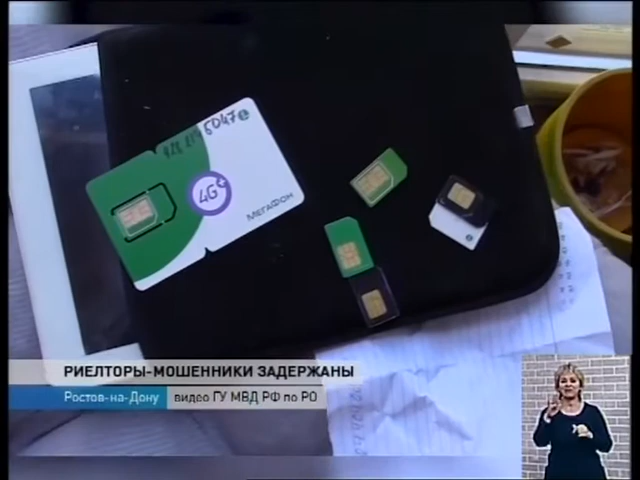 4G+
МЕГАФОН
РИЕЛТОРЫ-МОШЕННИКИ ЗАДЕРЖАНЫ
Ростов-на-Дону
видео ГУ МВД РФ по РО